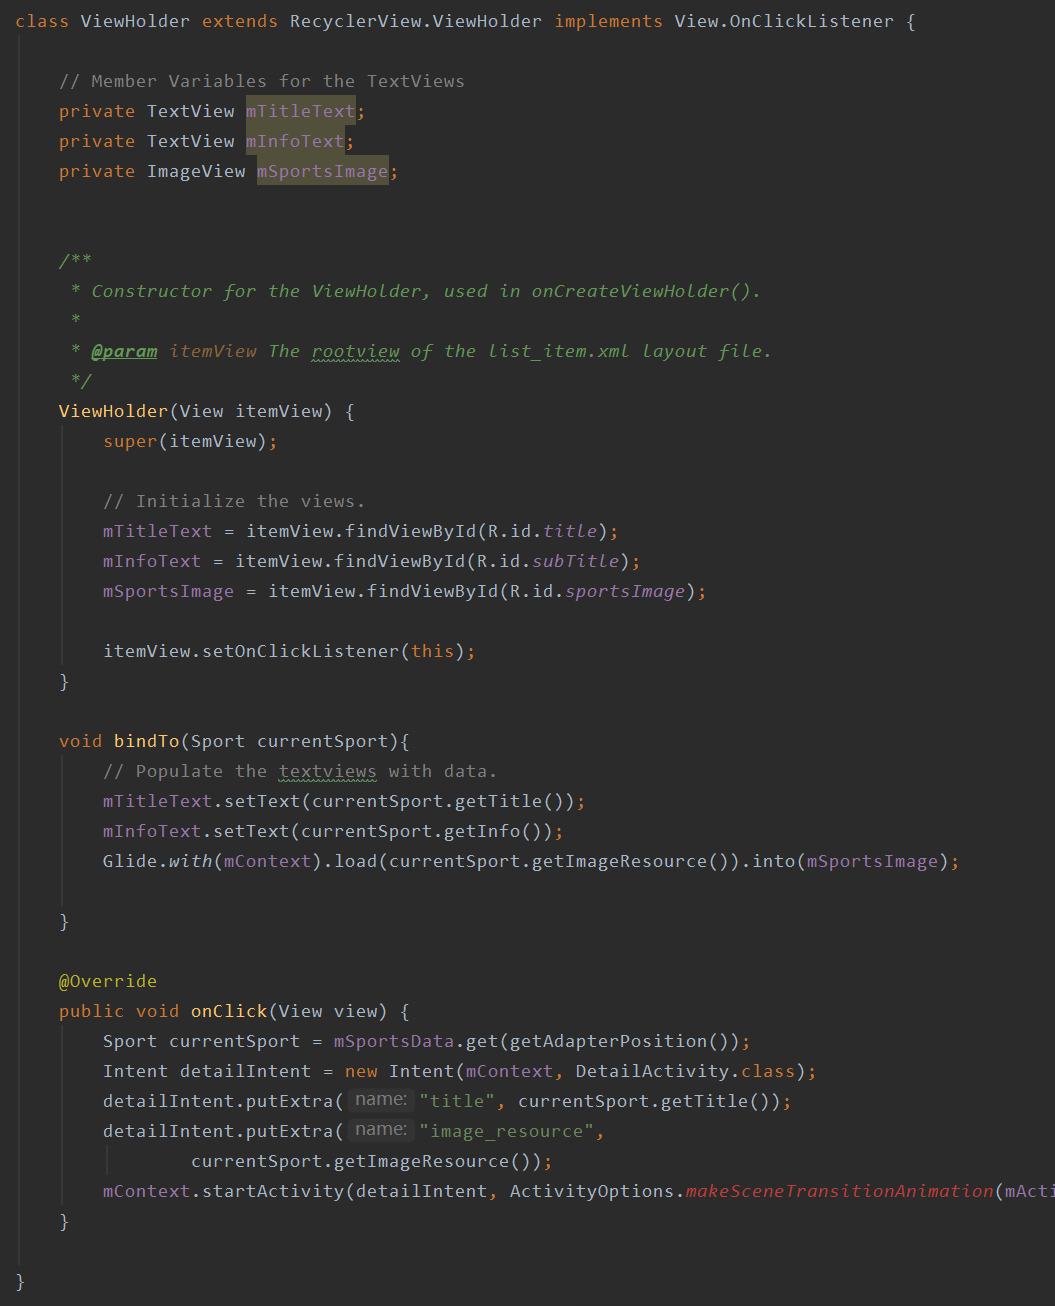 class ViewHolder extends RecyclerView.ViewHolder implements View.OnClickListener {
// Member Variables for the TextViews
private TextView mTitleText;
private TextView mInfoText;
private ImageView mSportsImage;
/**
* Constructor for the ViewHolder, used in onCreateViewHolder().
*
* @param itemView The rootview of the list_item.xml layout file.
*/
ViewHolder(View itemView) {
super(itemView);
// Initialize the views.
mTitleText = itemView.findViewById(R.id.title);
mInfoText = itemView.findViewById(R.id.subTitle);
mSportsImage = itemView.findViewById(R.id.sportsImage);
itemView.setOnClickListener(this);
}
void bindTo(Sport currentSport){
// Populate the textviews with data.
mTitleText.setText(currentSport.getTitle());
mInfoText.setText(currentSport.getInfo());
Glide.with(mContext).load(currentSport.getImageResource()).into(mSportsImage);
}
@Override
public void onClick(View view) {
Sport currentSport = mSportsData.get(getAdapterPosition());
Intent detailIntent = new Intent(mContext, DetailActivity.class);
detailIntent.putExtra( name: "title", currentSport.getTitle());
detailIntent.putExtra( name: "image_resource",
currentSport.getImageResource());
mContext.startActivity(detailIntent, ActivityOptions.makeSceneTransitionAnimation(
}
}